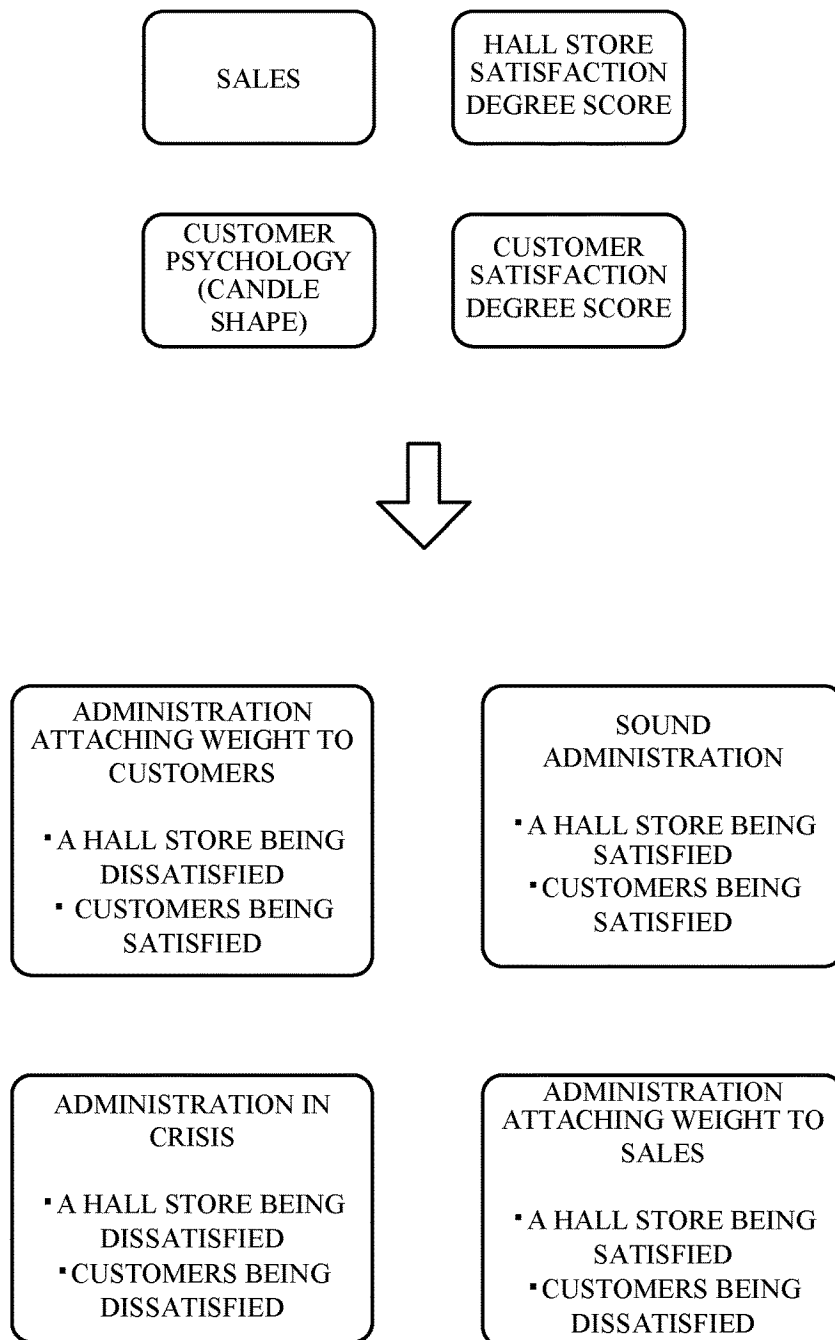 SALES
HALL STORE
SATISFACTION
DEGREE SCORE
CUSTOMER
PSYCHOLOGY
(CANDLE
SHAPE)
CUSTOMER
SATISFACTION
DEGREE SCORE
ADMINISTRATION
ATTACHING WEIGHT TO
CUSTOMERS
▪A HALL STORE BEING
DISSATISFIED
▪ CUSTOMERS BEING
SATISFIED
SOUND
ADMINISTRATION
▪A HALL STORE BEING
SATISFIED
▪CUSTOMERS BEING
SATISFIED
ADMINISTRATION IN
CRISIS
▪A HALL STORE BEING
DISSATISFIED
▪CUSTOMERS BEING
DISSATISFIED
ADMINISTRATION
ATTACHING WEIGHT TO
SALES
▪A HALL STORE BEING
SATISFIED
▪CUSTOMERS BEING
DISSATISFIED